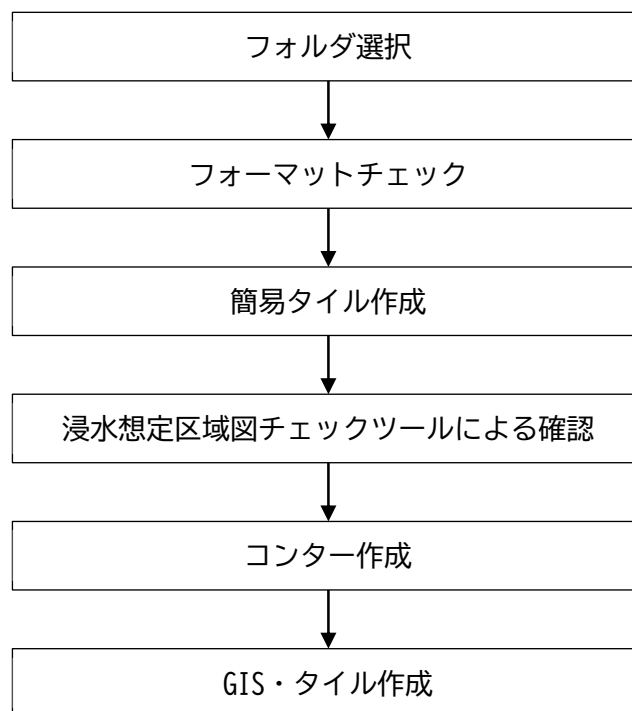 フォルダ選択
フォーマットチェック
簡易タイル作成
浸水想定区域図チェックツールによる確認
コンター作成
GIS・タイル作成